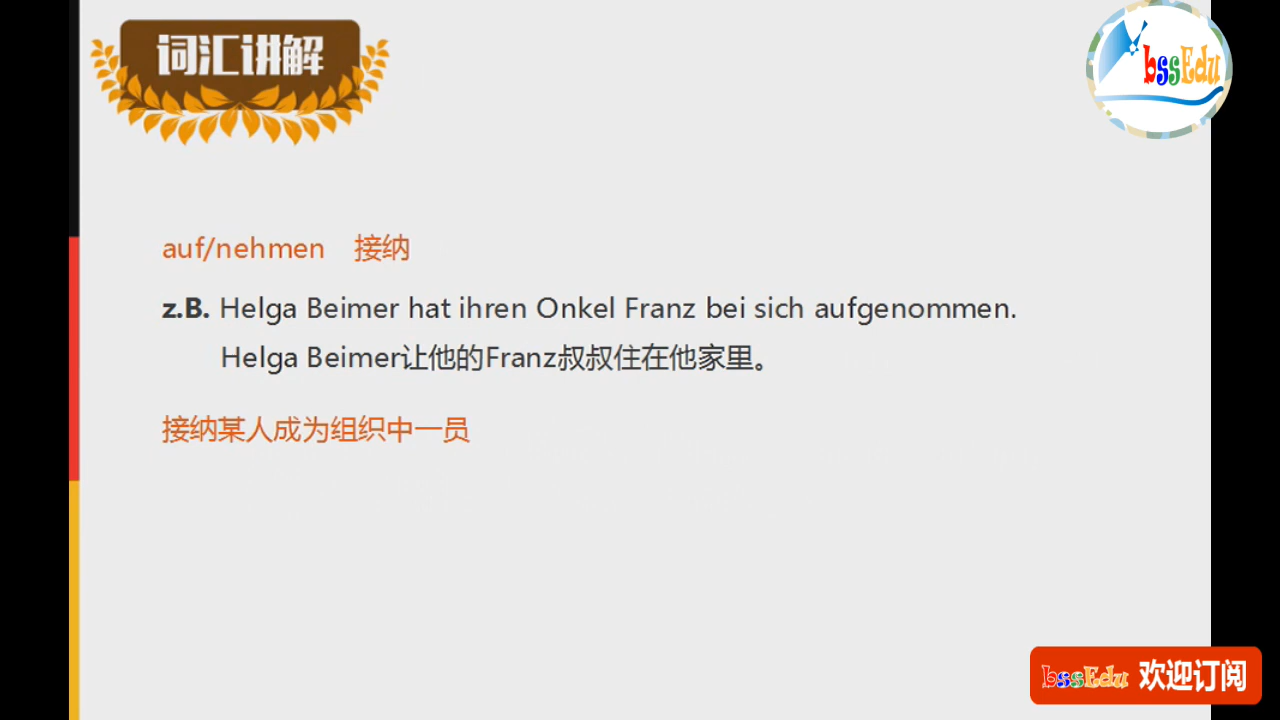 词汇讲解
bssEdu
auf/nehmen 接纳
z.B. Helga Beimer hat ihren Onkel Franz bei sich aufgenommen.
Helga Beimer让他的Franz叔叔住在他家里。
接纳某人成为组织中一员
bssEdu 欢迎订阅